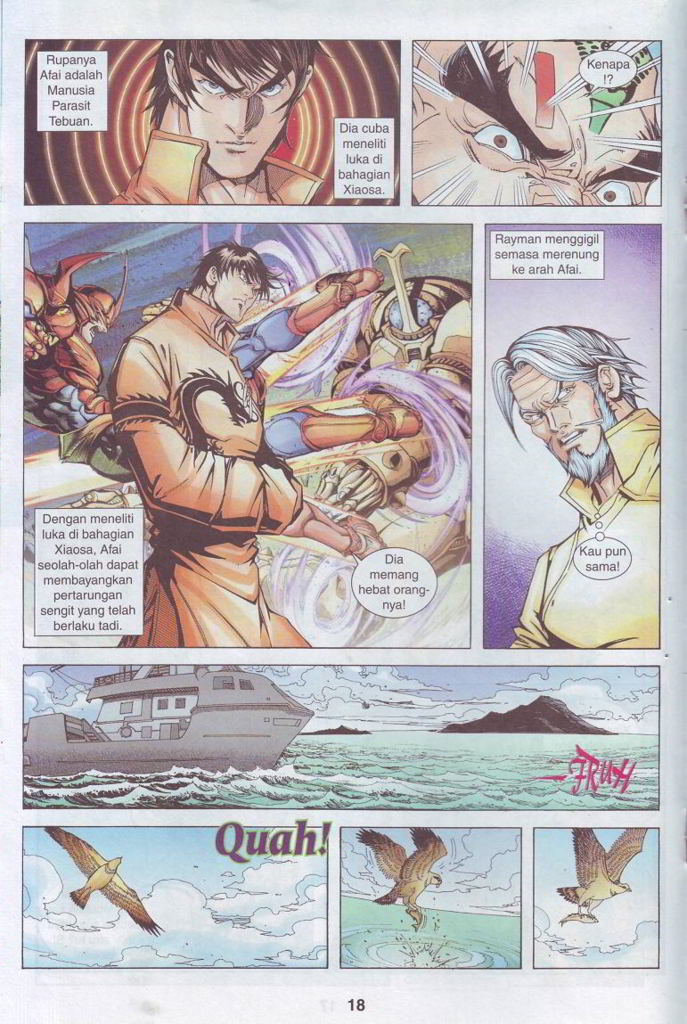 Rupanya
Afai adalah
Manusia
Parasit
Tebuan.
Dia cuba
meneliti
luka di
bahagian
Xiaosa.
Kenapa
!?
Dengan meneliti
luka di bahagian
Xiaosa, Afai
seolah-olah dapat
membayangkan
pertarungan
sengit yang telah
berlaku tadi.
Dia
memang
hebat orang-
nya!
Rayman menggigil
semasa merenung
ke arah Afai.
Kau pun
sama!
FRUH
Quah!
18